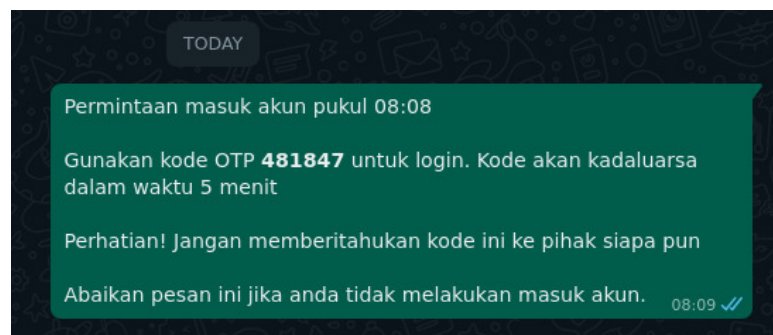 TODAY
Permintaan masuk akun pukul 08:08
Gunakan kode OTP 481847 untuk login. Kode akan kadaluarsa
dalam waktu 5 menit
Perhatian! Jangan memberitahukan kode ini ke pihak siapa pun
Abaikan pesan ini jika anda tidak melakukan masuk akun.
08:09